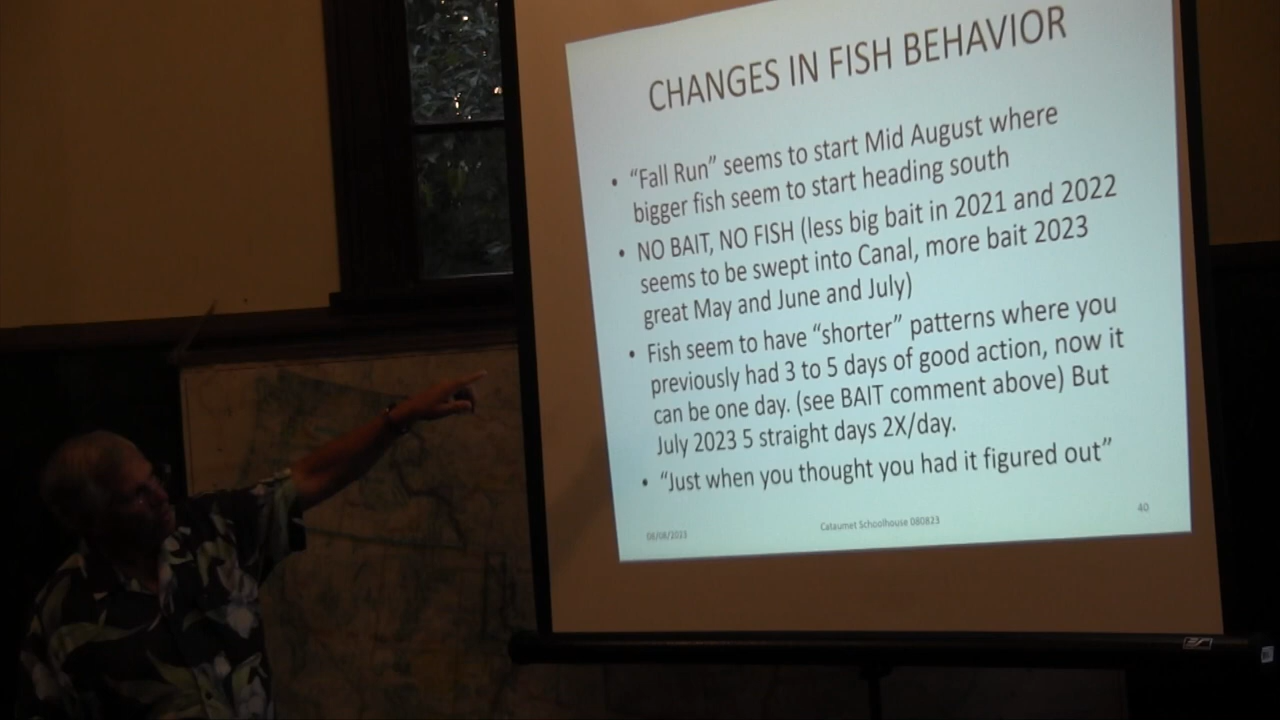 CHANGES IN FISH BEHAVIOR
• “Fall Run” seems to start Mid August where
bigger fish seem to start heading south
• NO BAIT, NO FISH (less big bait in 2021 and 2022
seems to be swept into Canal, more bait 2023
great May and June and July)
• Fish seem to have “shorter” patterns where you
previously had 3 to 5 days of good action, now it
can be one day. (see BAIT comment above) But
July 2023 5 straight days 2X/day.
• “Just when you thought you had it figured out”
08/08/2023
Cataumet Schoolhouse 080823
40